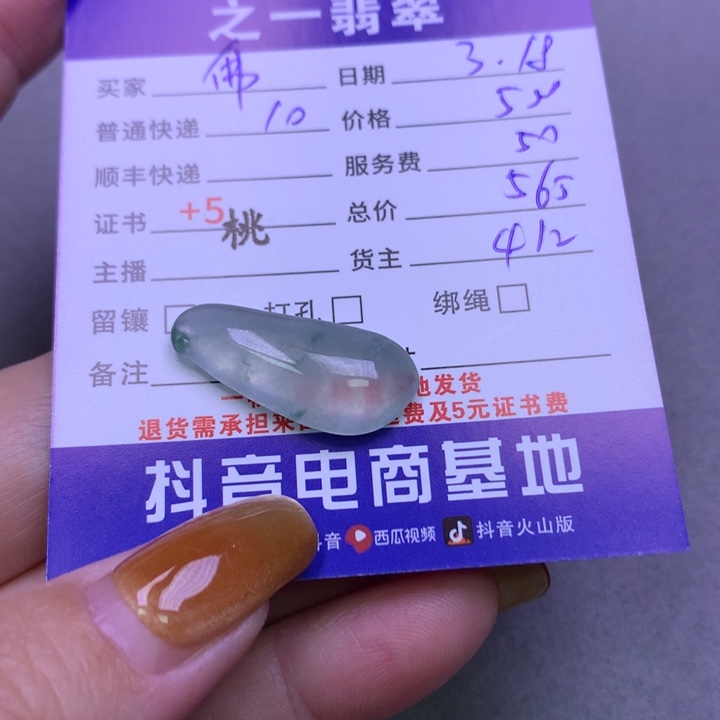 之一翡翠
买家 佛 日期 3.18
普通快递 10 价格
顺丰快递 服务费 50
证书 +5 桃 总价 565
主播 货主 412
留镶 打孔 绑绳
备注
地发货
退货需承担来 费及5元证书费
抖音电商基地
抖音 西瓜视频 抖音火山版